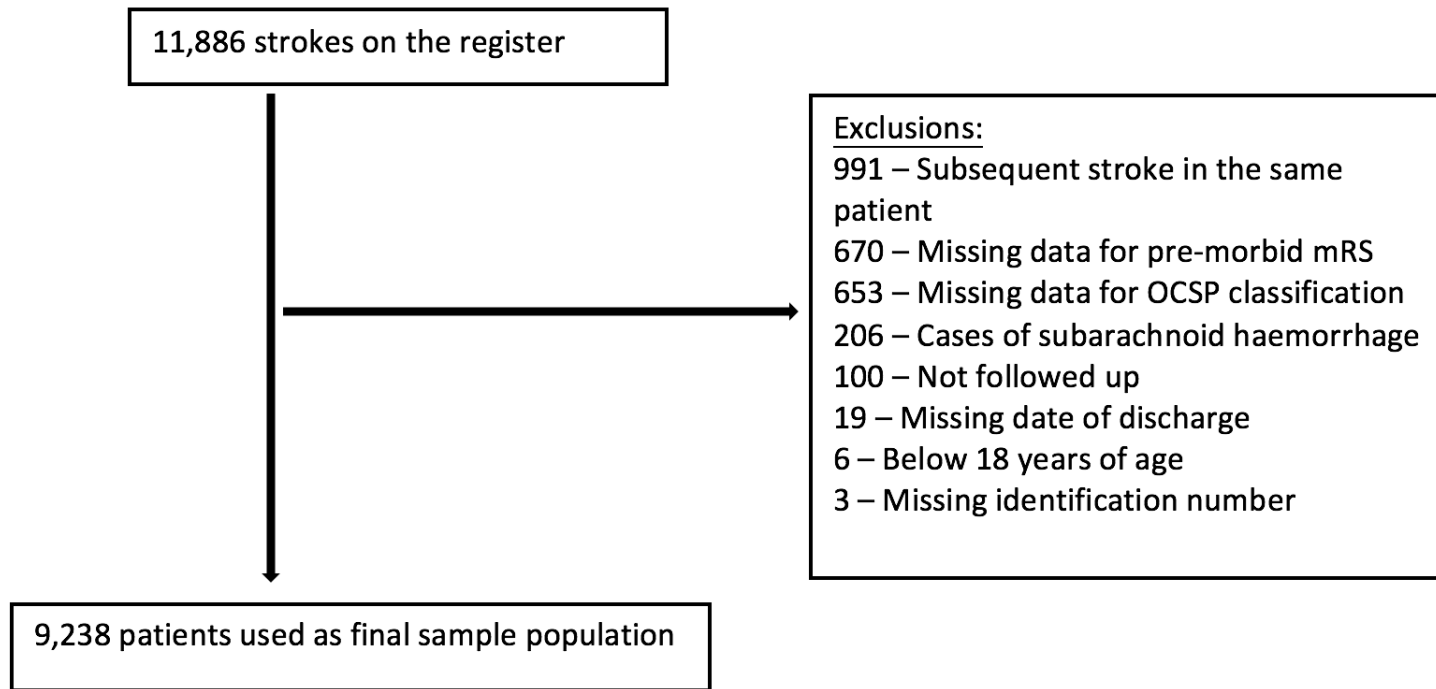 11,886 strokes on the register
Exclusions:
991 – Subsequent stroke in the same
patient
670 – Missing data for pre-morbid mRS
653 – Missing data for OCSP classification
206 – Cases of subarachnoid haemorrhage
100 – Not followed up
19 – Missing date of discharge
6 – Below 18 years of age
3 – Missing identification number
9,238 patients used as final sample population